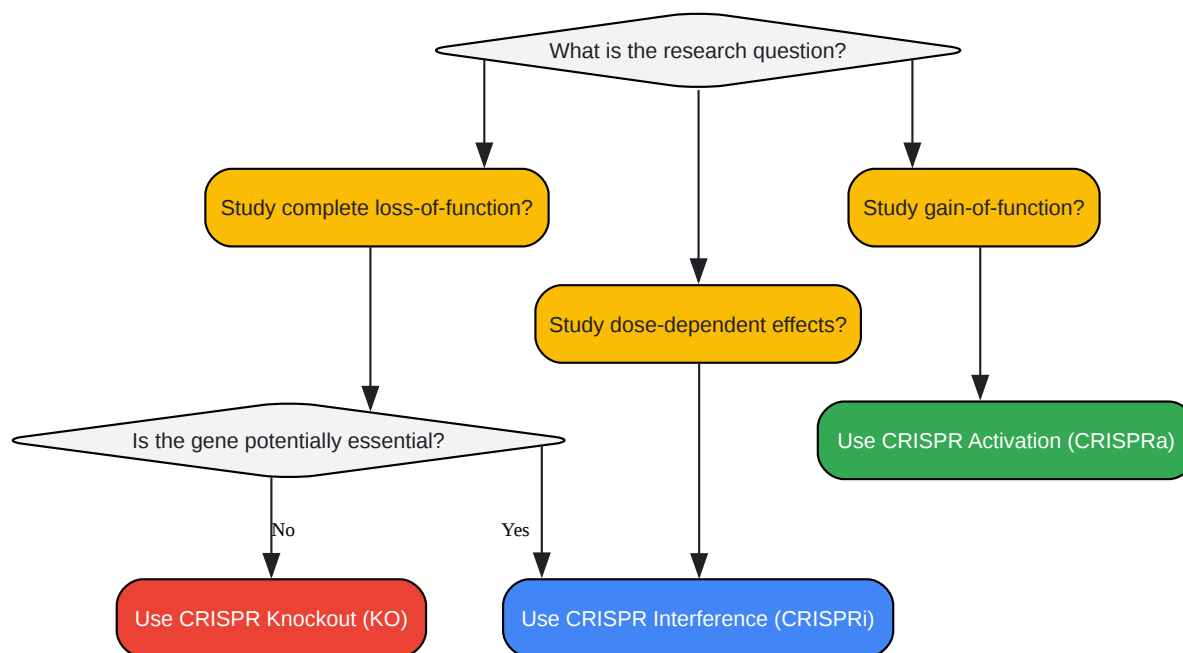 What is the research question?
Study complete loss-of-function?
Study gain-of-function?
Study dose-dependent effects?
Is the gene potentially essential?
Use CRISPR Activation (CRISPRa)
No
Yes
Use CRISPR Knockout (KO)
Use CRISPR Interference (CRISPRi)